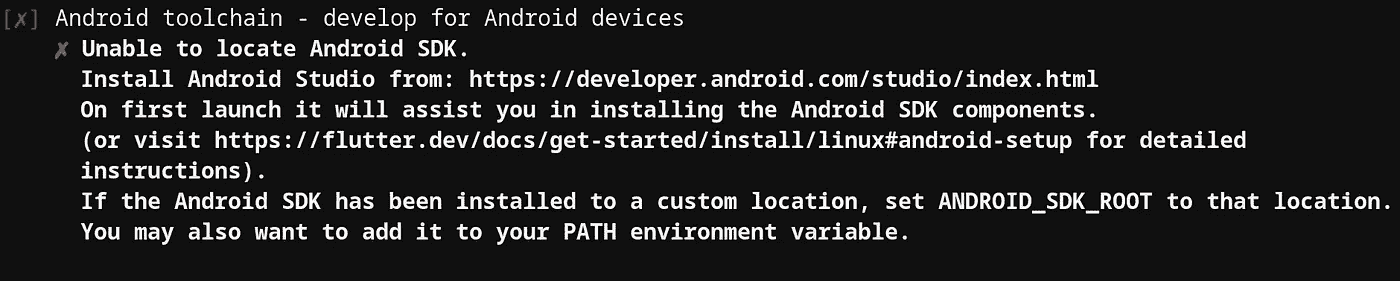 [✗] Android toolchain - develop for Android devices
✗ Unable to locate Android SDK.
Install Android Studio from: https://developer.android.com/studio/index.html
On first launch it will assist you in installing the Android SDK components.
(or visit https://flutter.dev/docs/get-started/install/linux#android-setup for detailed
instructions).
If the Android SDK has been installed to a custom location, set ANDROID_SDK_ROOT to that location.
You may also want to add it to your PATH environment variable.